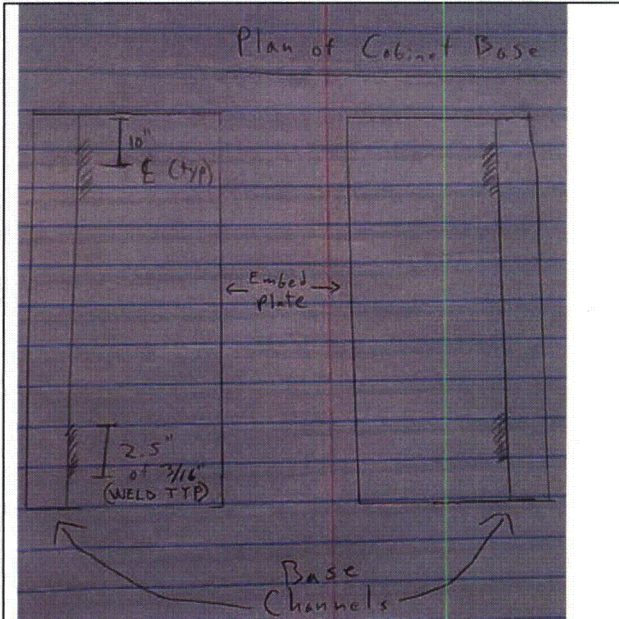 Plan of Cabinet Base
10"
℄ (typ)
← Embed →
plate
2.5"
of 3/16"
(WELD TYP)
Base
Channels